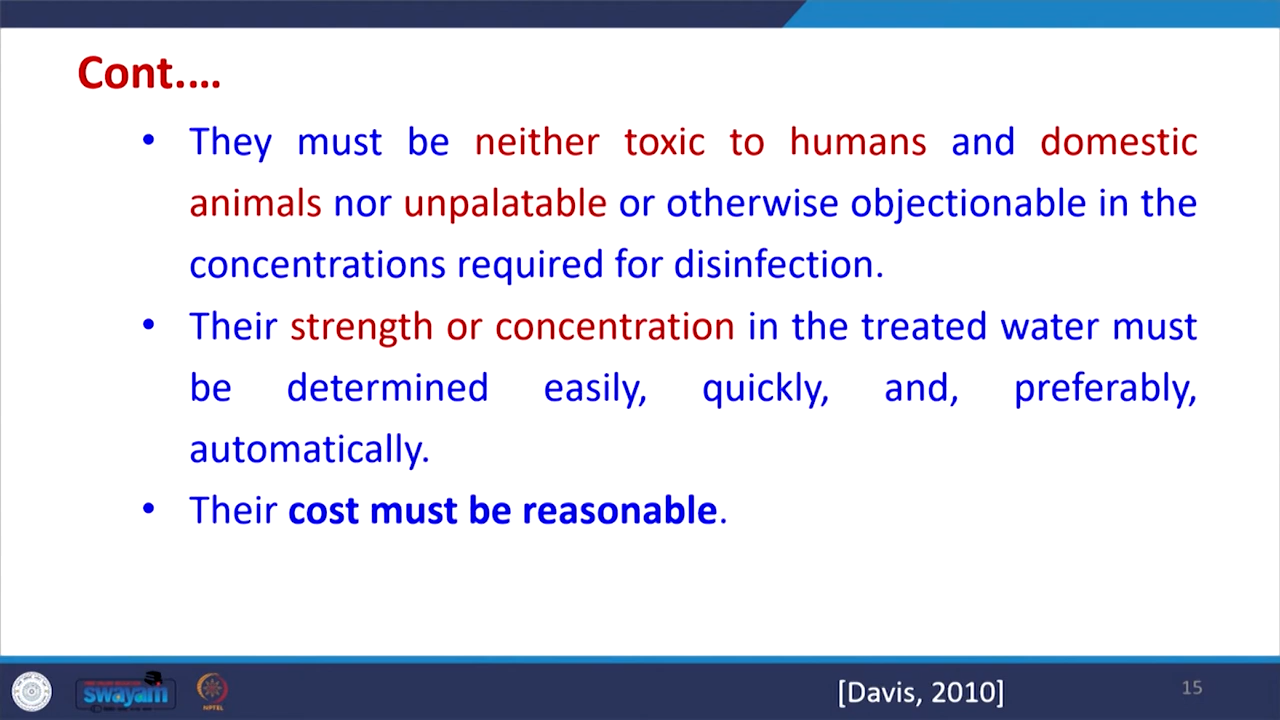 Cont.…
• They must be neither toxic to humans and domestic
animals nor unpalatable or otherwise objectionable in the
concentrations required for disinfection.
• Their strength or concentration in the treated water must
be determined easily, quickly, and, preferably,
automatically.
• Their cost must be reasonable.
swayam
NPTEL
[Davis, 2010]
15